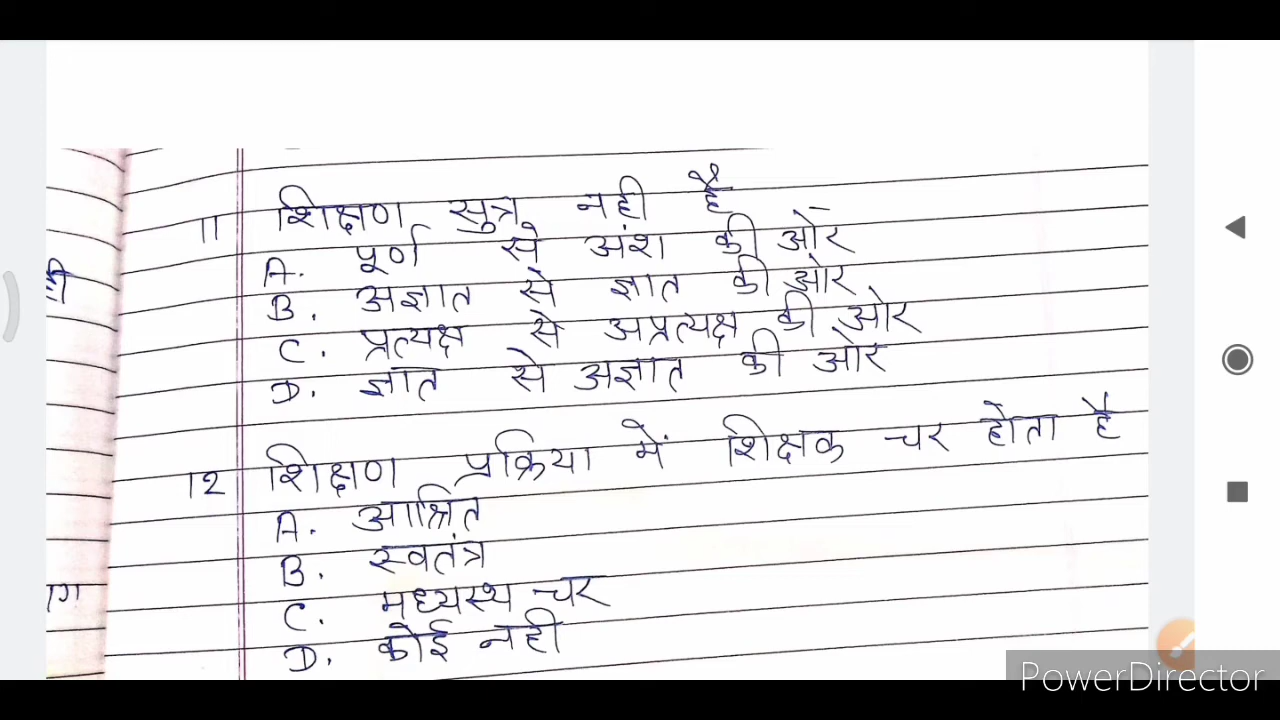 11 शिक्षण सुत्र नही है
A. पूर्ण से अंश की ओर
B. अज्ञात से ज्ञात की ओर
C. प्रत्यक्ष से अप्रत्यक्ष की ओर
D. ज्ञात से अज्ञात की ओर
12 शिक्षण प्रक्रिया में शिक्षक चर होता है
A. आश्रित
B. स्वतंत्र
C. मध्यस्थ चर
D. कोई नही
PowerDirector